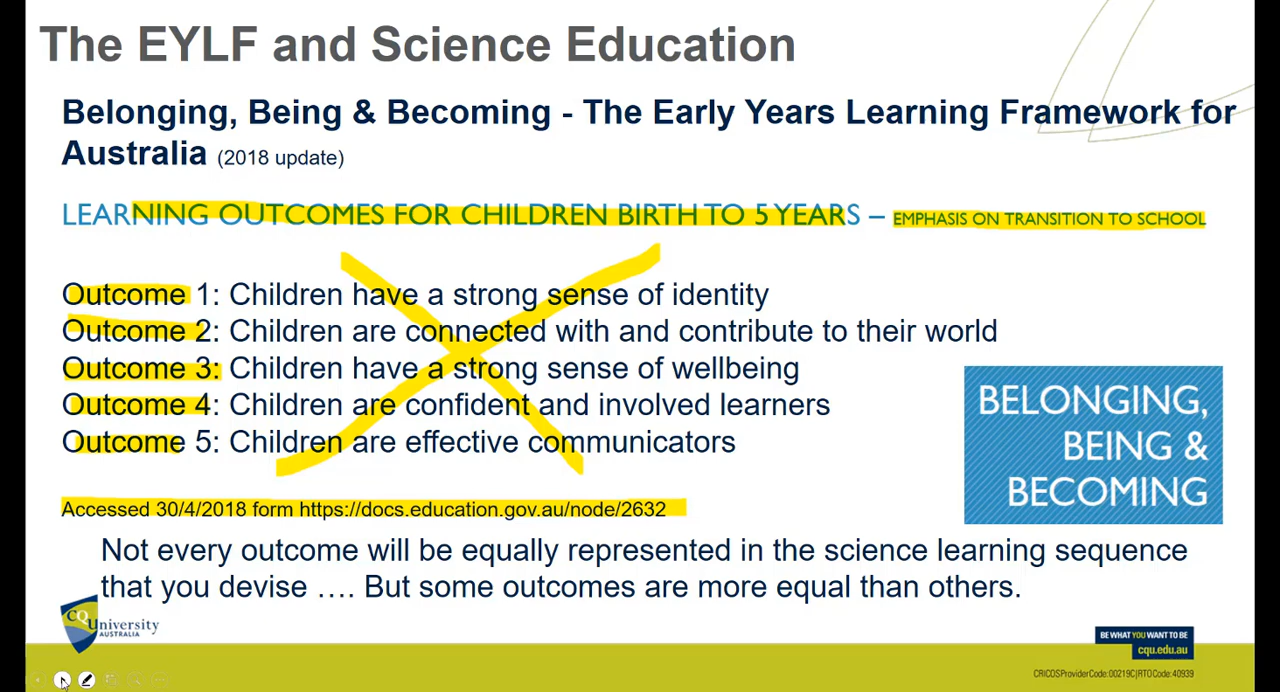 The EYLF and Science Education
Belonging, Being & Becoming - The Early Years Learning Framework for
Australia (2018 update)
LEARNING OUTCOMES FOR CHILDREN BIRTH TO 5 YEARS – EMPHASIS ON TRANSITION TO SCHOOL
Outcome 1: Children have a strong sense of identity
Outcome 2: Children are connected with and contribute to their world
Outcome 3: Children have a strong sense of wellbeing
Outcome 4: Children are confident and involved learners
Outcome 5: Children are effective communicators
BELONGING,
BEING &
BECOMING
Accessed 30/4/2018 form https://docs.education.gov.au/node/2632
Not every outcome will be equally represented in the science learning sequence
that you devise …. But some outcomes are more equal than others.
CQUniversity
AUSTRALIA
BE WHAT YOU WANT TO BE
cqu.edu.au
CRICOSProviderCode:00219C|RTOCode:40939